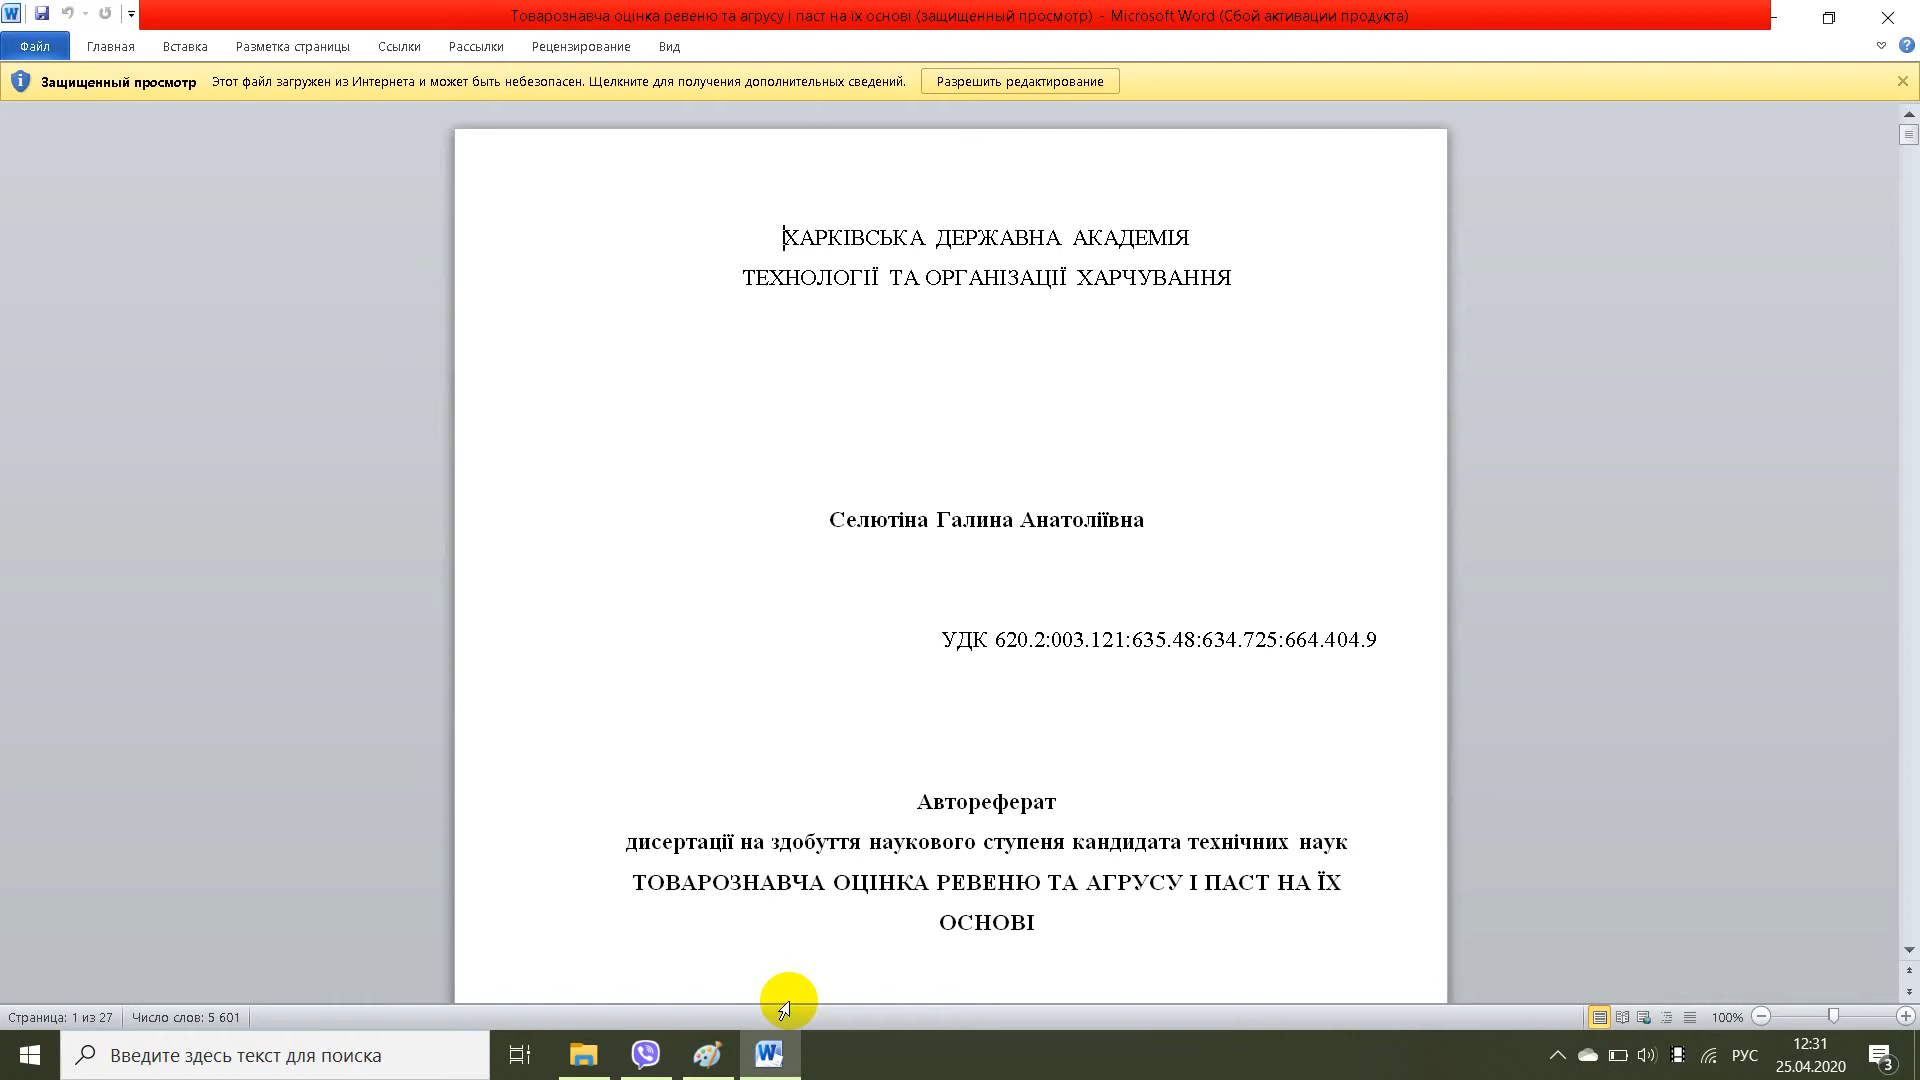 Товарознавча оцінка ревеню та агрусу і паст на їх основі (защищенный просмотр) - Microsoft Word (Сбой активации продукта)
Файл Главная Вставка Разметка страницы Ссылки Рассылки Рецензирование Вид
Защищенный просмотр Этот файл загружен из Интернета и может быть небезопасен. Щелкните для получения дополнительных сведений. Разрешить редактирование
ХАРКІВСЬКА ДЕРЖАВНА АКАДЕМІЯ
ТЕХНОЛОГІЇ ТА ОРГАНІЗАЦІЇ ХАРЧУВАННЯ
Селютіна Галина Анатоліївна
УДК 620.2:003.121:635.48:634.725:664.404.9
Автореферат
дисертації на здобуття наукового ступеня кандидата технічних наук
ТОВАРОЗНАВЧА ОЦІНКА РЕВЕНЮ ТА АГРУСУ І ПАСТ НА ЇХ
ОСНОВІ
Страница: 1 из 27 Число слов: 5 601 100%
Введите здесь текст для поиска
РУС
12:31
25.04.2020
3